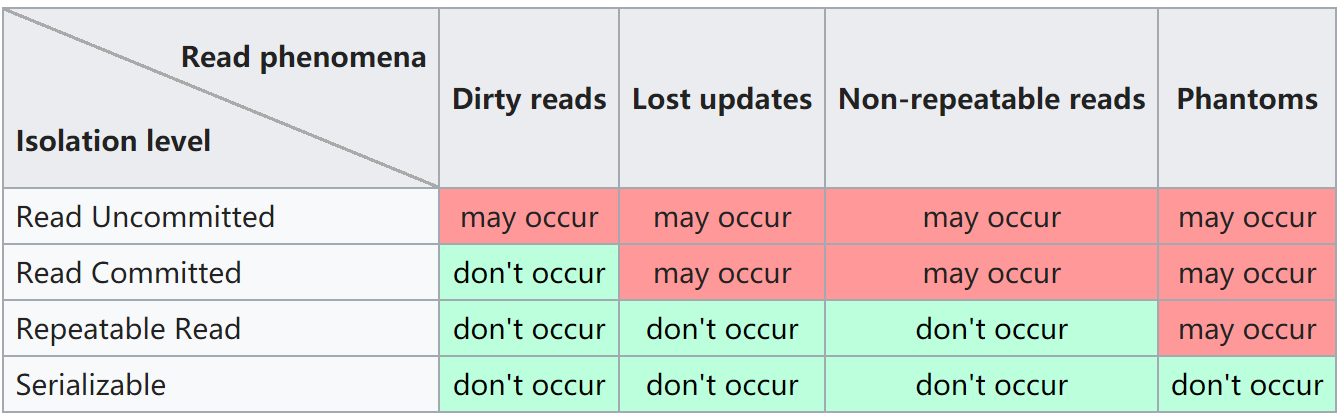 Read phenomena
Isolation level
Dirty reads Lost updates Non-repeatable reads Phantoms
Read Uncommitted may occur may occur may occur may occur
Read Committed don't occur may occur may occur may occur
Repeatable Read don't occur don't occur don't occur may occur
Serializable don't occur don't occur don't occur don't occur